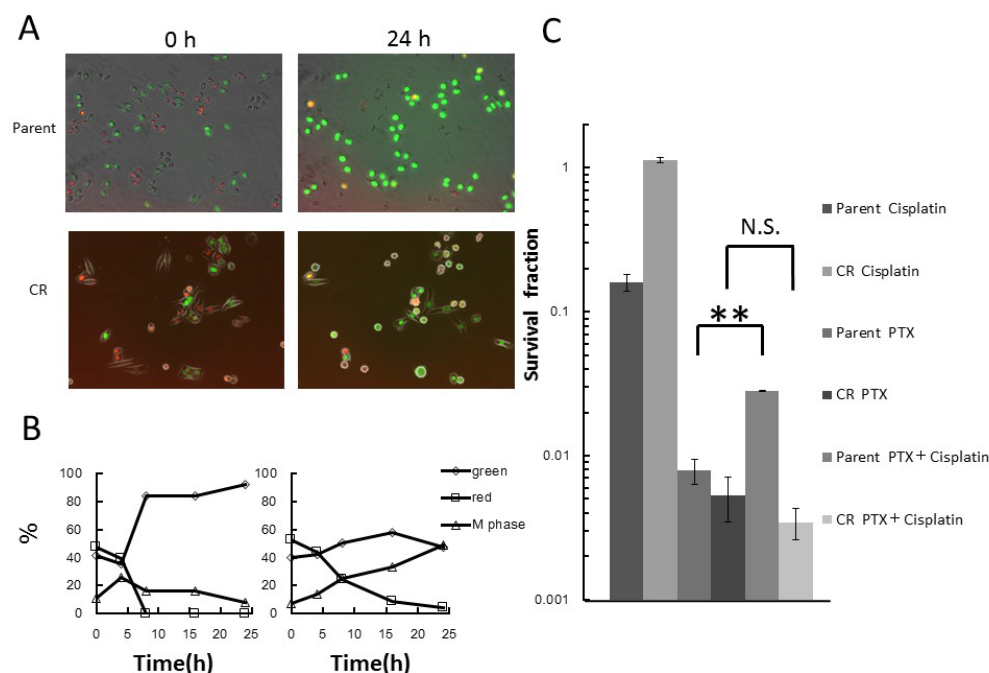 A
0 h
24 h
Parent
CR
B
%
100
80
60
40
20
0
0 5 10 15 20 25
Time(h)
100
80
60
40
20
0
0 5 10 15 20 25
Time(h)
green
red
M phase
C
Survival fraction
1
0.1
0.01
0.001
**
N.S.
Parent Cisplatin
CR Cisplatin
Parent PTX
CR PTX
Parent PTX+Cisplatin
CR PTX+Cisplatin